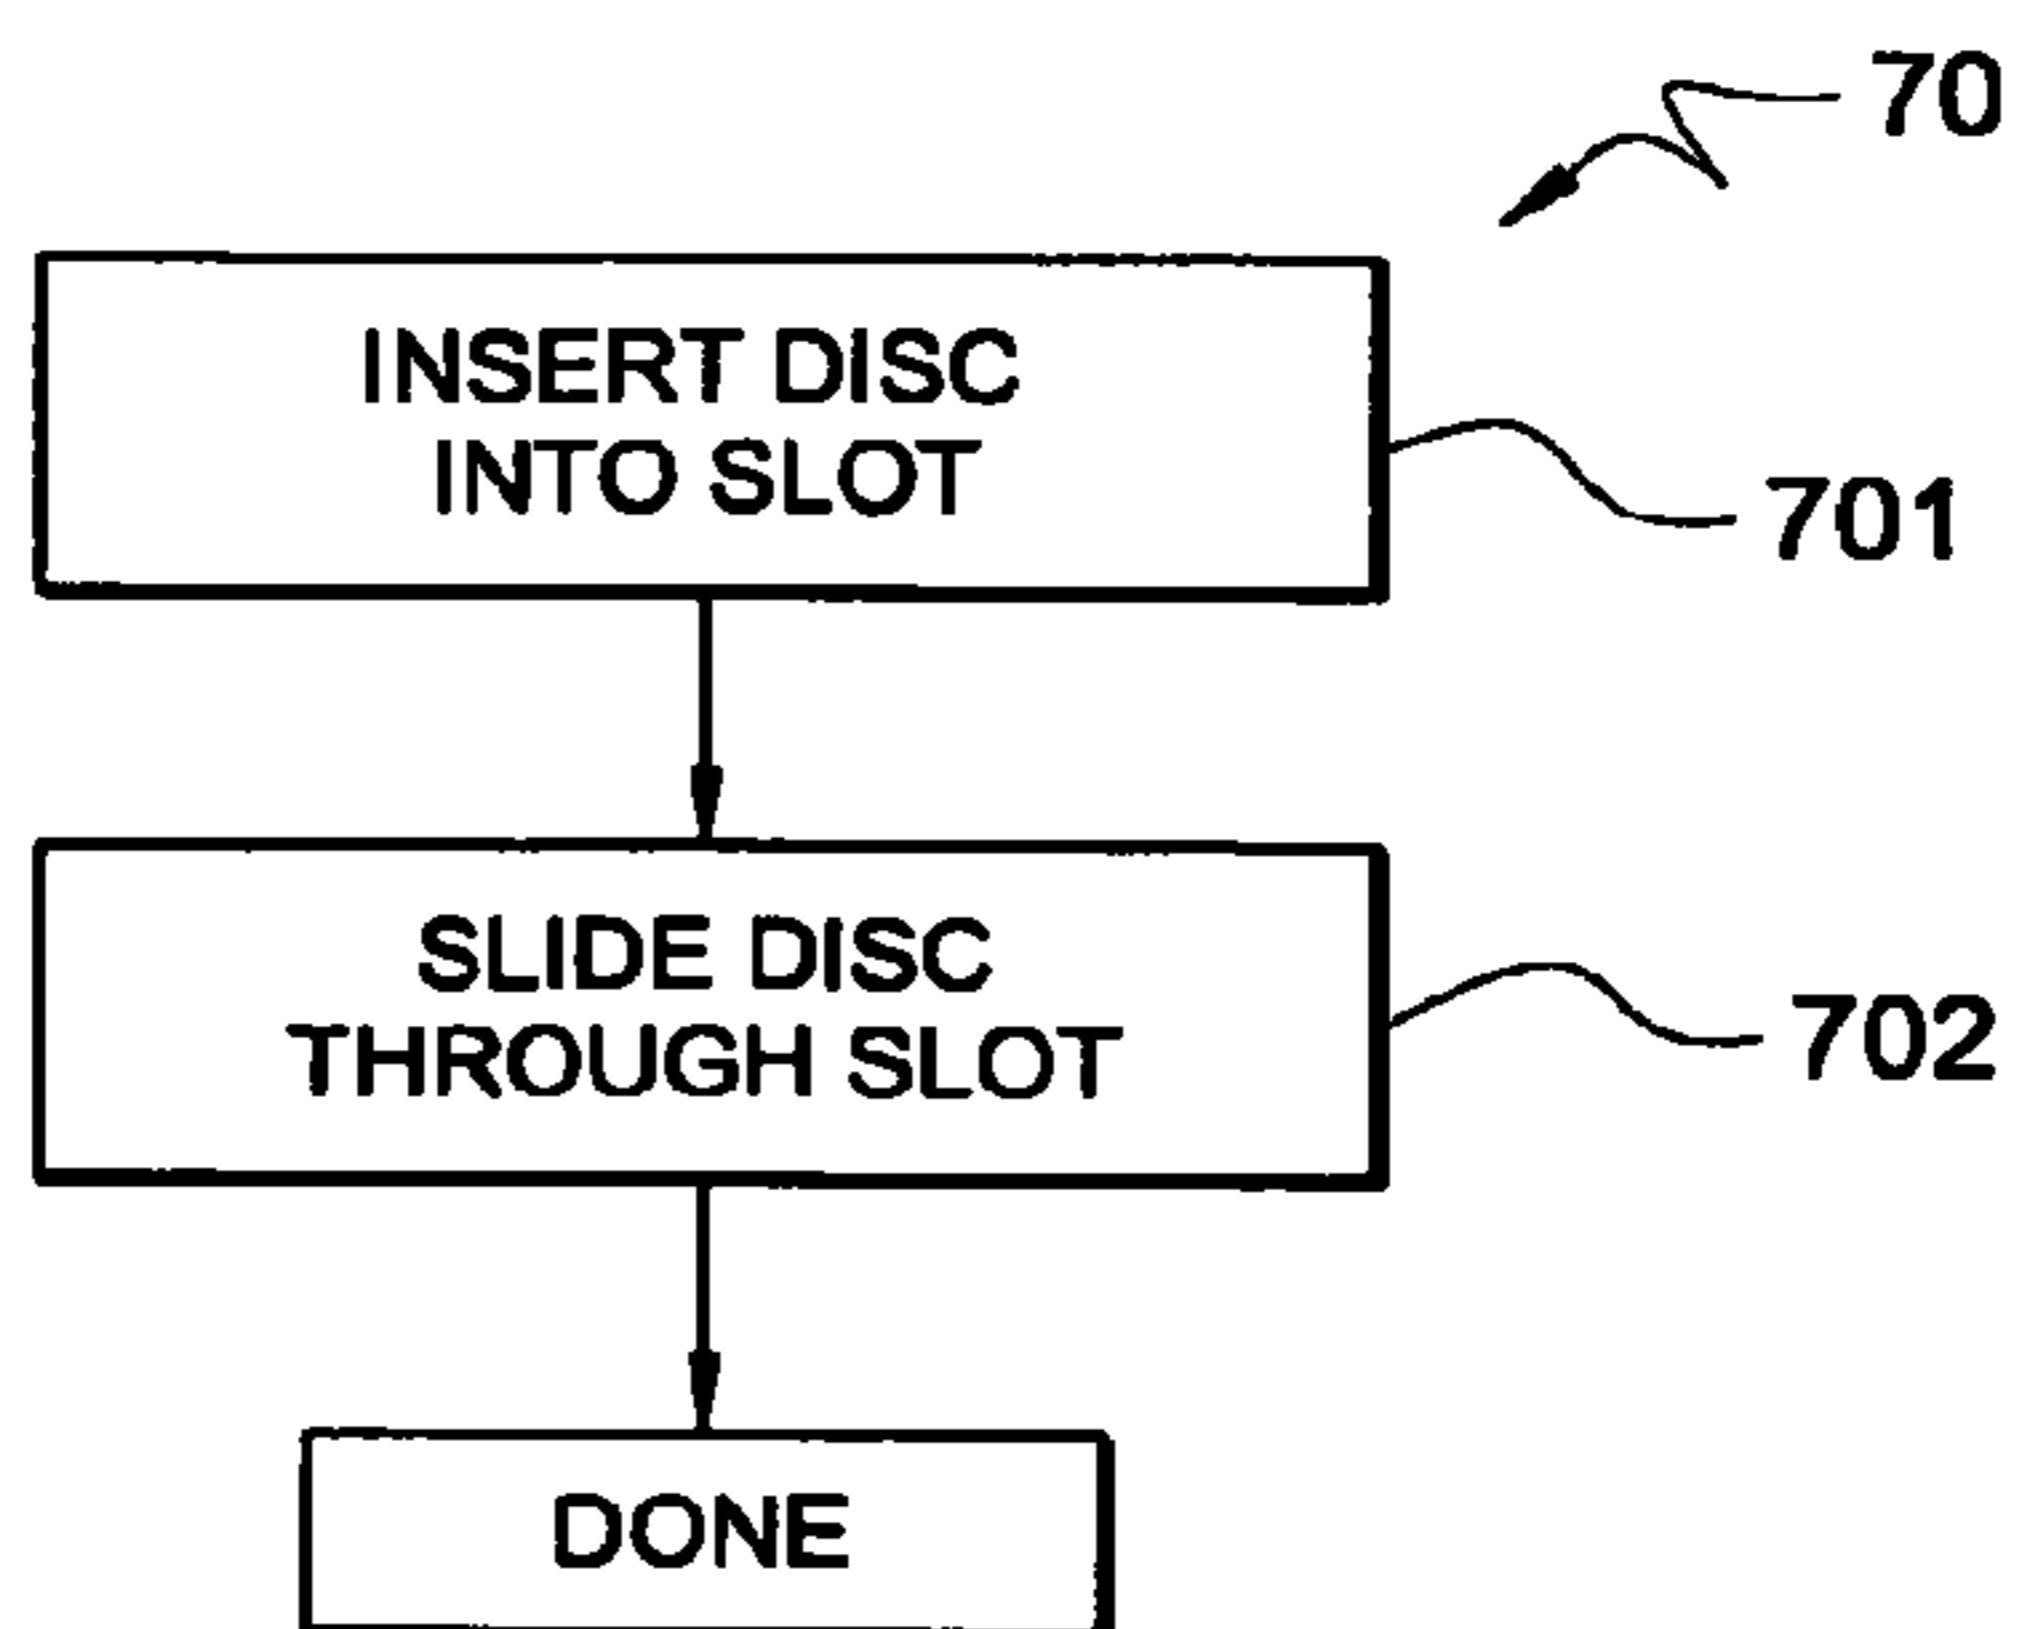 70
INSERT DISC
INTO SLOT
701
SLIDE DISC
THROUGH SLOT
702
DONE